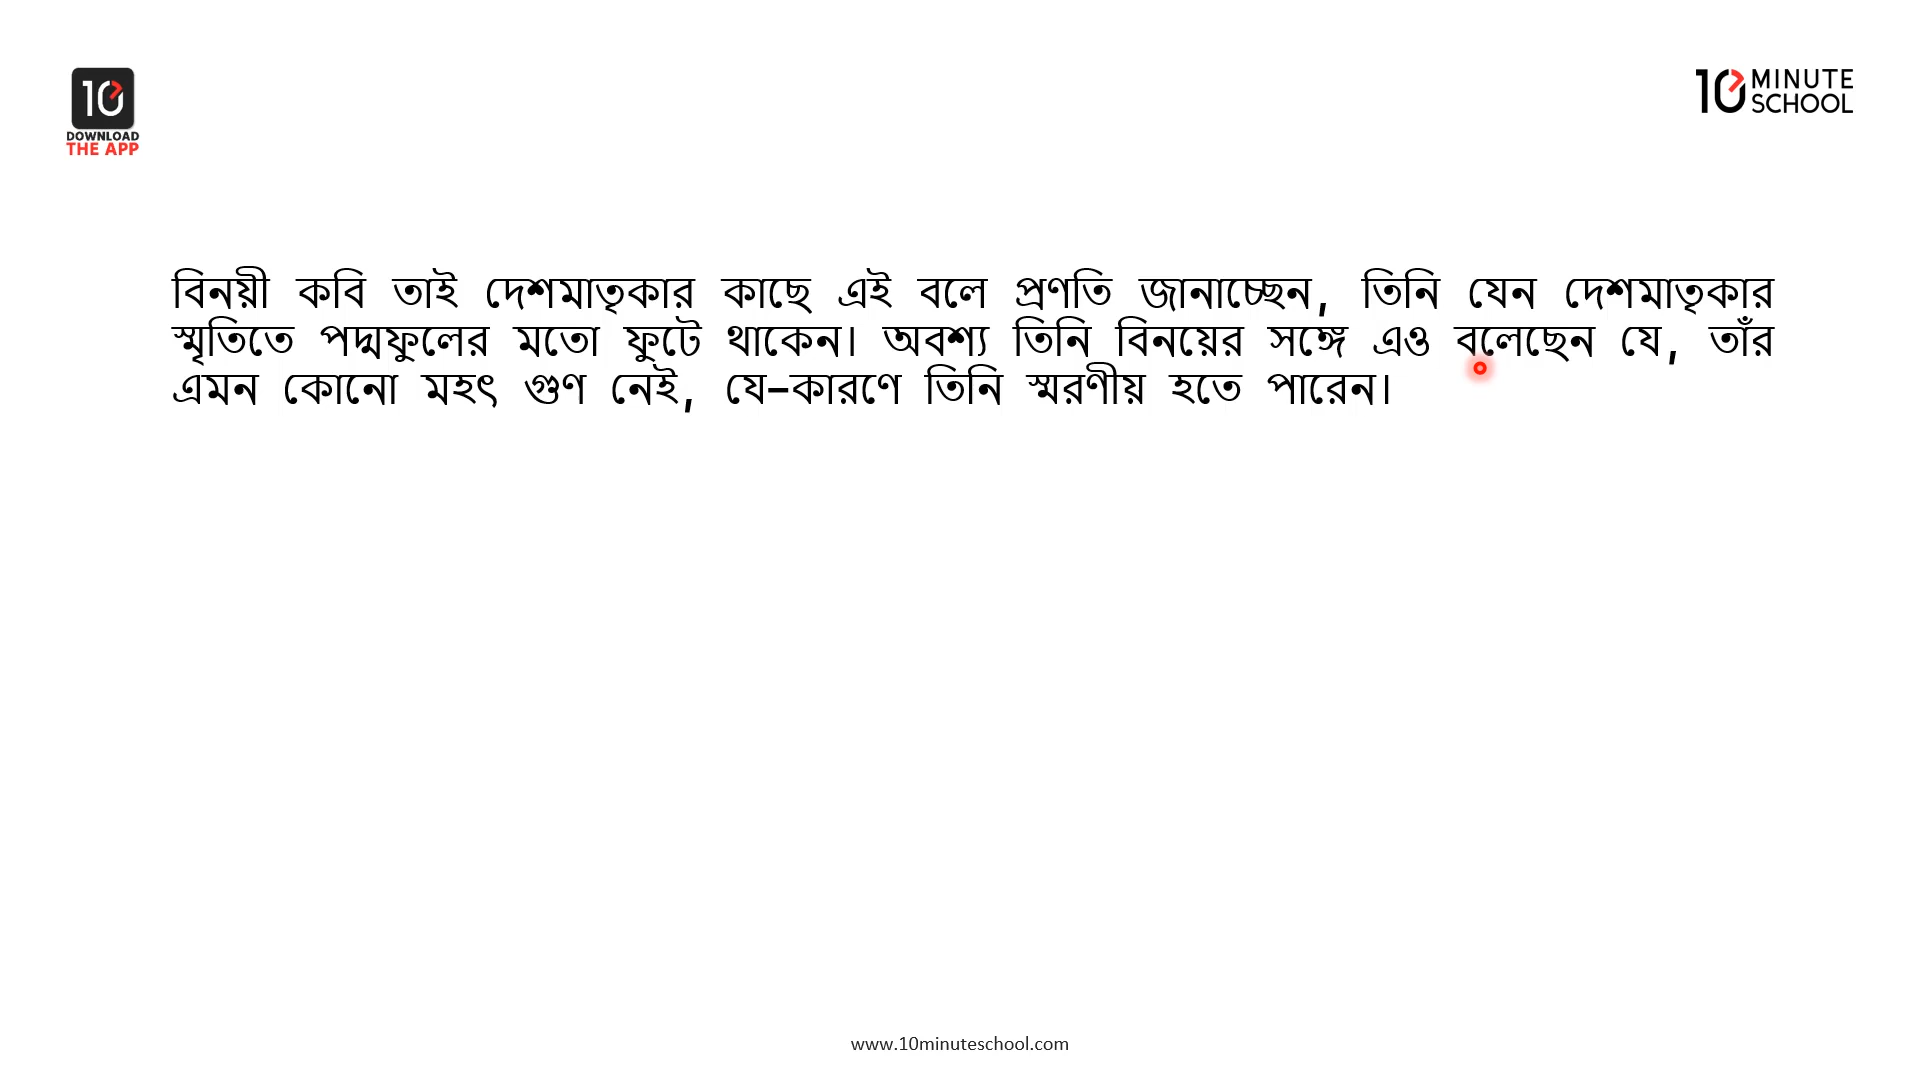 10
DOWNLOAD
THE APP
10 MINUTE
SCHOOL
বিনয়ী কবি তাই দেশমাতৃকার কাছে এই বলে প্রণতি জানাচ্ছেন, তিনি যেন দেশমাতৃকার
স্মৃতিতে পদ্মফুলের মতো ফুটে থাকেন। অবশ্য তিনি বিনয়ের সঙ্গে এও বলেছেন যে, তাঁর
এমন কোনো মহৎ গুণ নেই, যে-কারণে তিনি স্মরণীয় হতে পারেন।
www.10minuteschool.com